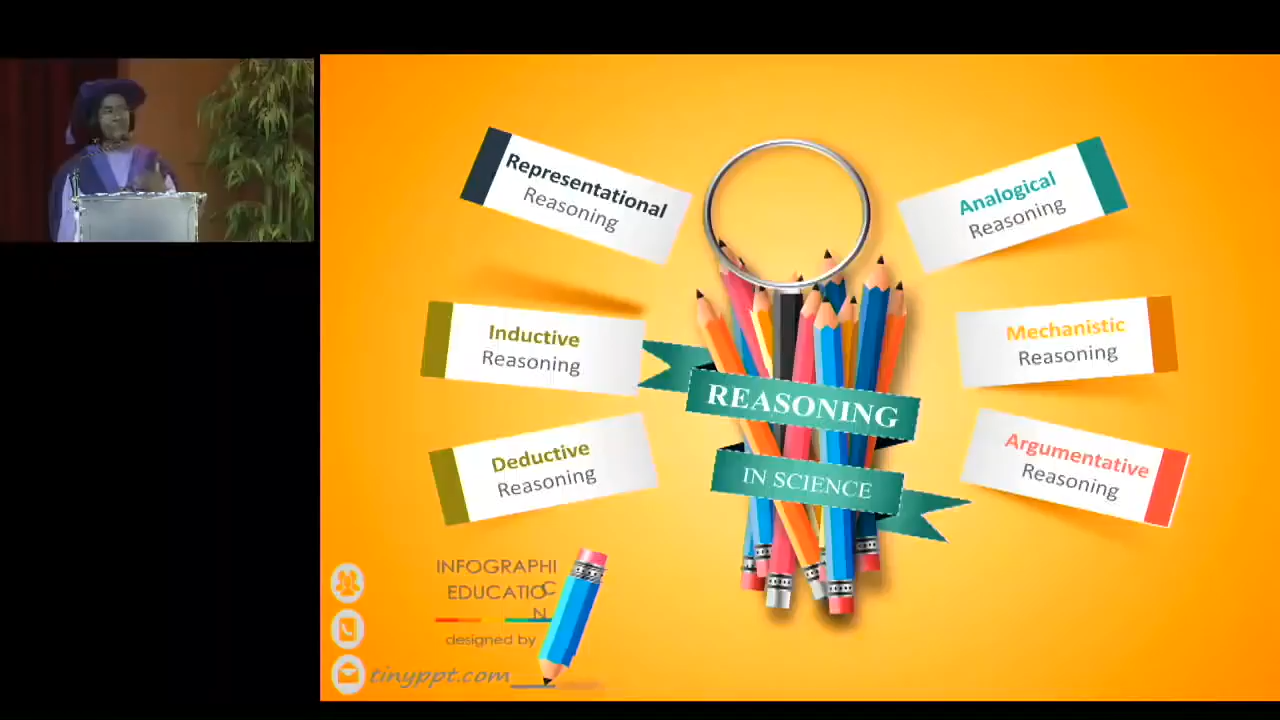 Representational
Reasoning
Analogical
Reasoning
Inductive
Reasoning
Mechanistic
Reasoning
REASONING
IN SCIENCE
Deductive
Reasoning
Argumentative
Reasoning
INFOGRAPHI
C
EDUCATIO
N
designed by
tinyppt.com